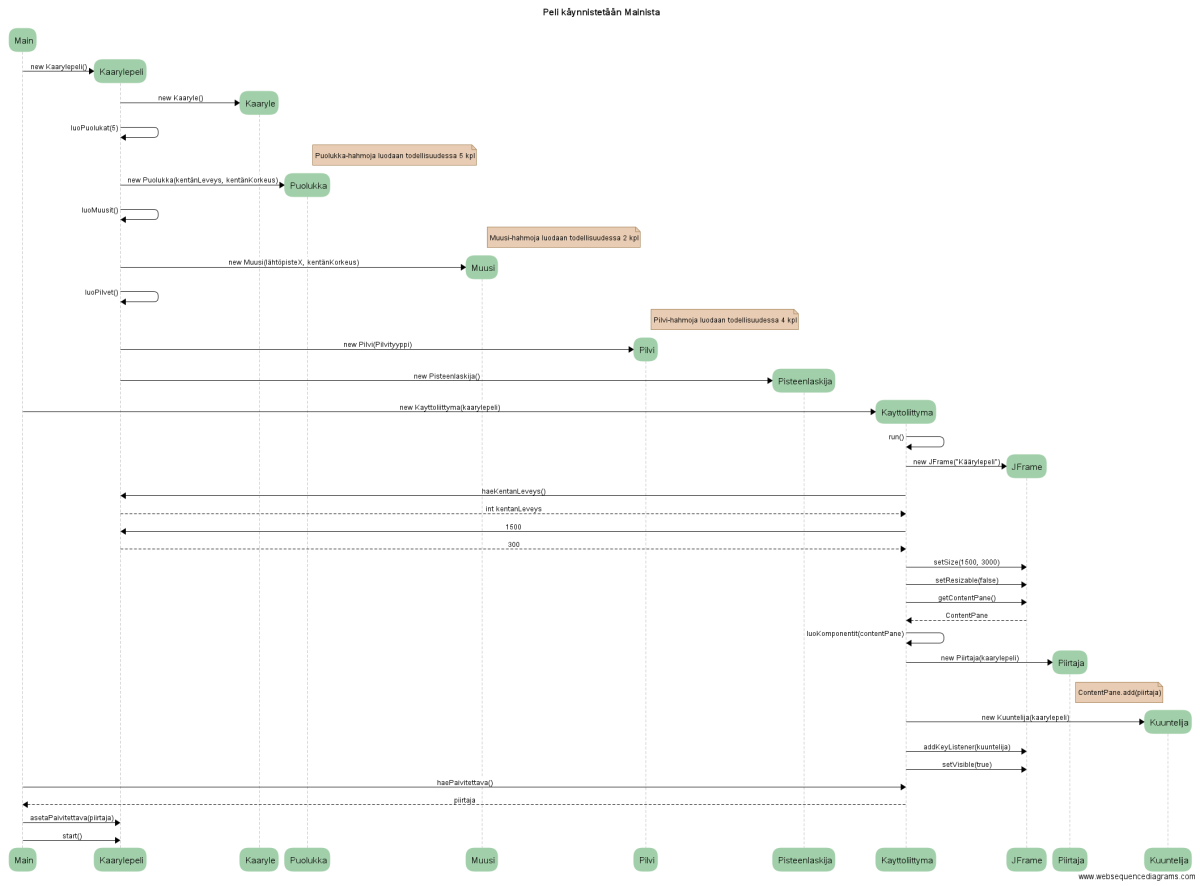 Peli käynnistetään Mainista
Main
new Kaarylepeli()
Kaarylepeli
new Kaaryle()
Kaaryle
luoPuolukat(5)
Puolukka-hahmoja luodaan todellisuudessa 5 kpl
new Puolukka(kentänLeveys, kentänKorkeus)
Puolukka
luoMuusit()
Muusi-hahmoja luodaan todellisuudessa 2 kpl
new Muusi(lähtöpisteX, kentänKorkeus)
Muusi
luoPilvet()
Pilvi-hahmoja luodaan todellisuudessa 4 kpl
new Pilvi(Pilvityyppi)
Pilvi
new Pisteenlaskija()
Pisteenlaskija
new Kayttoliittyma(kaarylepeli)
Kayttoliittyma
run()
new JFrame("Käärylepeli")
JFrame
haeKentanLeveys()
int kentanLeveys
1500
300
setSize(1500, 3000)
setResizable(false)
getContentPane()
ContentPane
luoKomponentit(contentPane)
new Piirtaja(kaarylepeli)
Piirtaja
ContentPane.add(piirtaja)
new Kuuntelija(kaarylepeli)
Kuuntelija
addKeyListener(kuuntelija)
setVisible(true)
haePaivitettava()
piirtaja
asetaPaivitettava(piirtaja)
start()
Main Kaarylepeli Kaaryle Puolukka Muusi Pilvi Pisteenlaskija Kayttoliittyma JFrame Piirtaja Kuuntelija
www.websequencediagrams.com